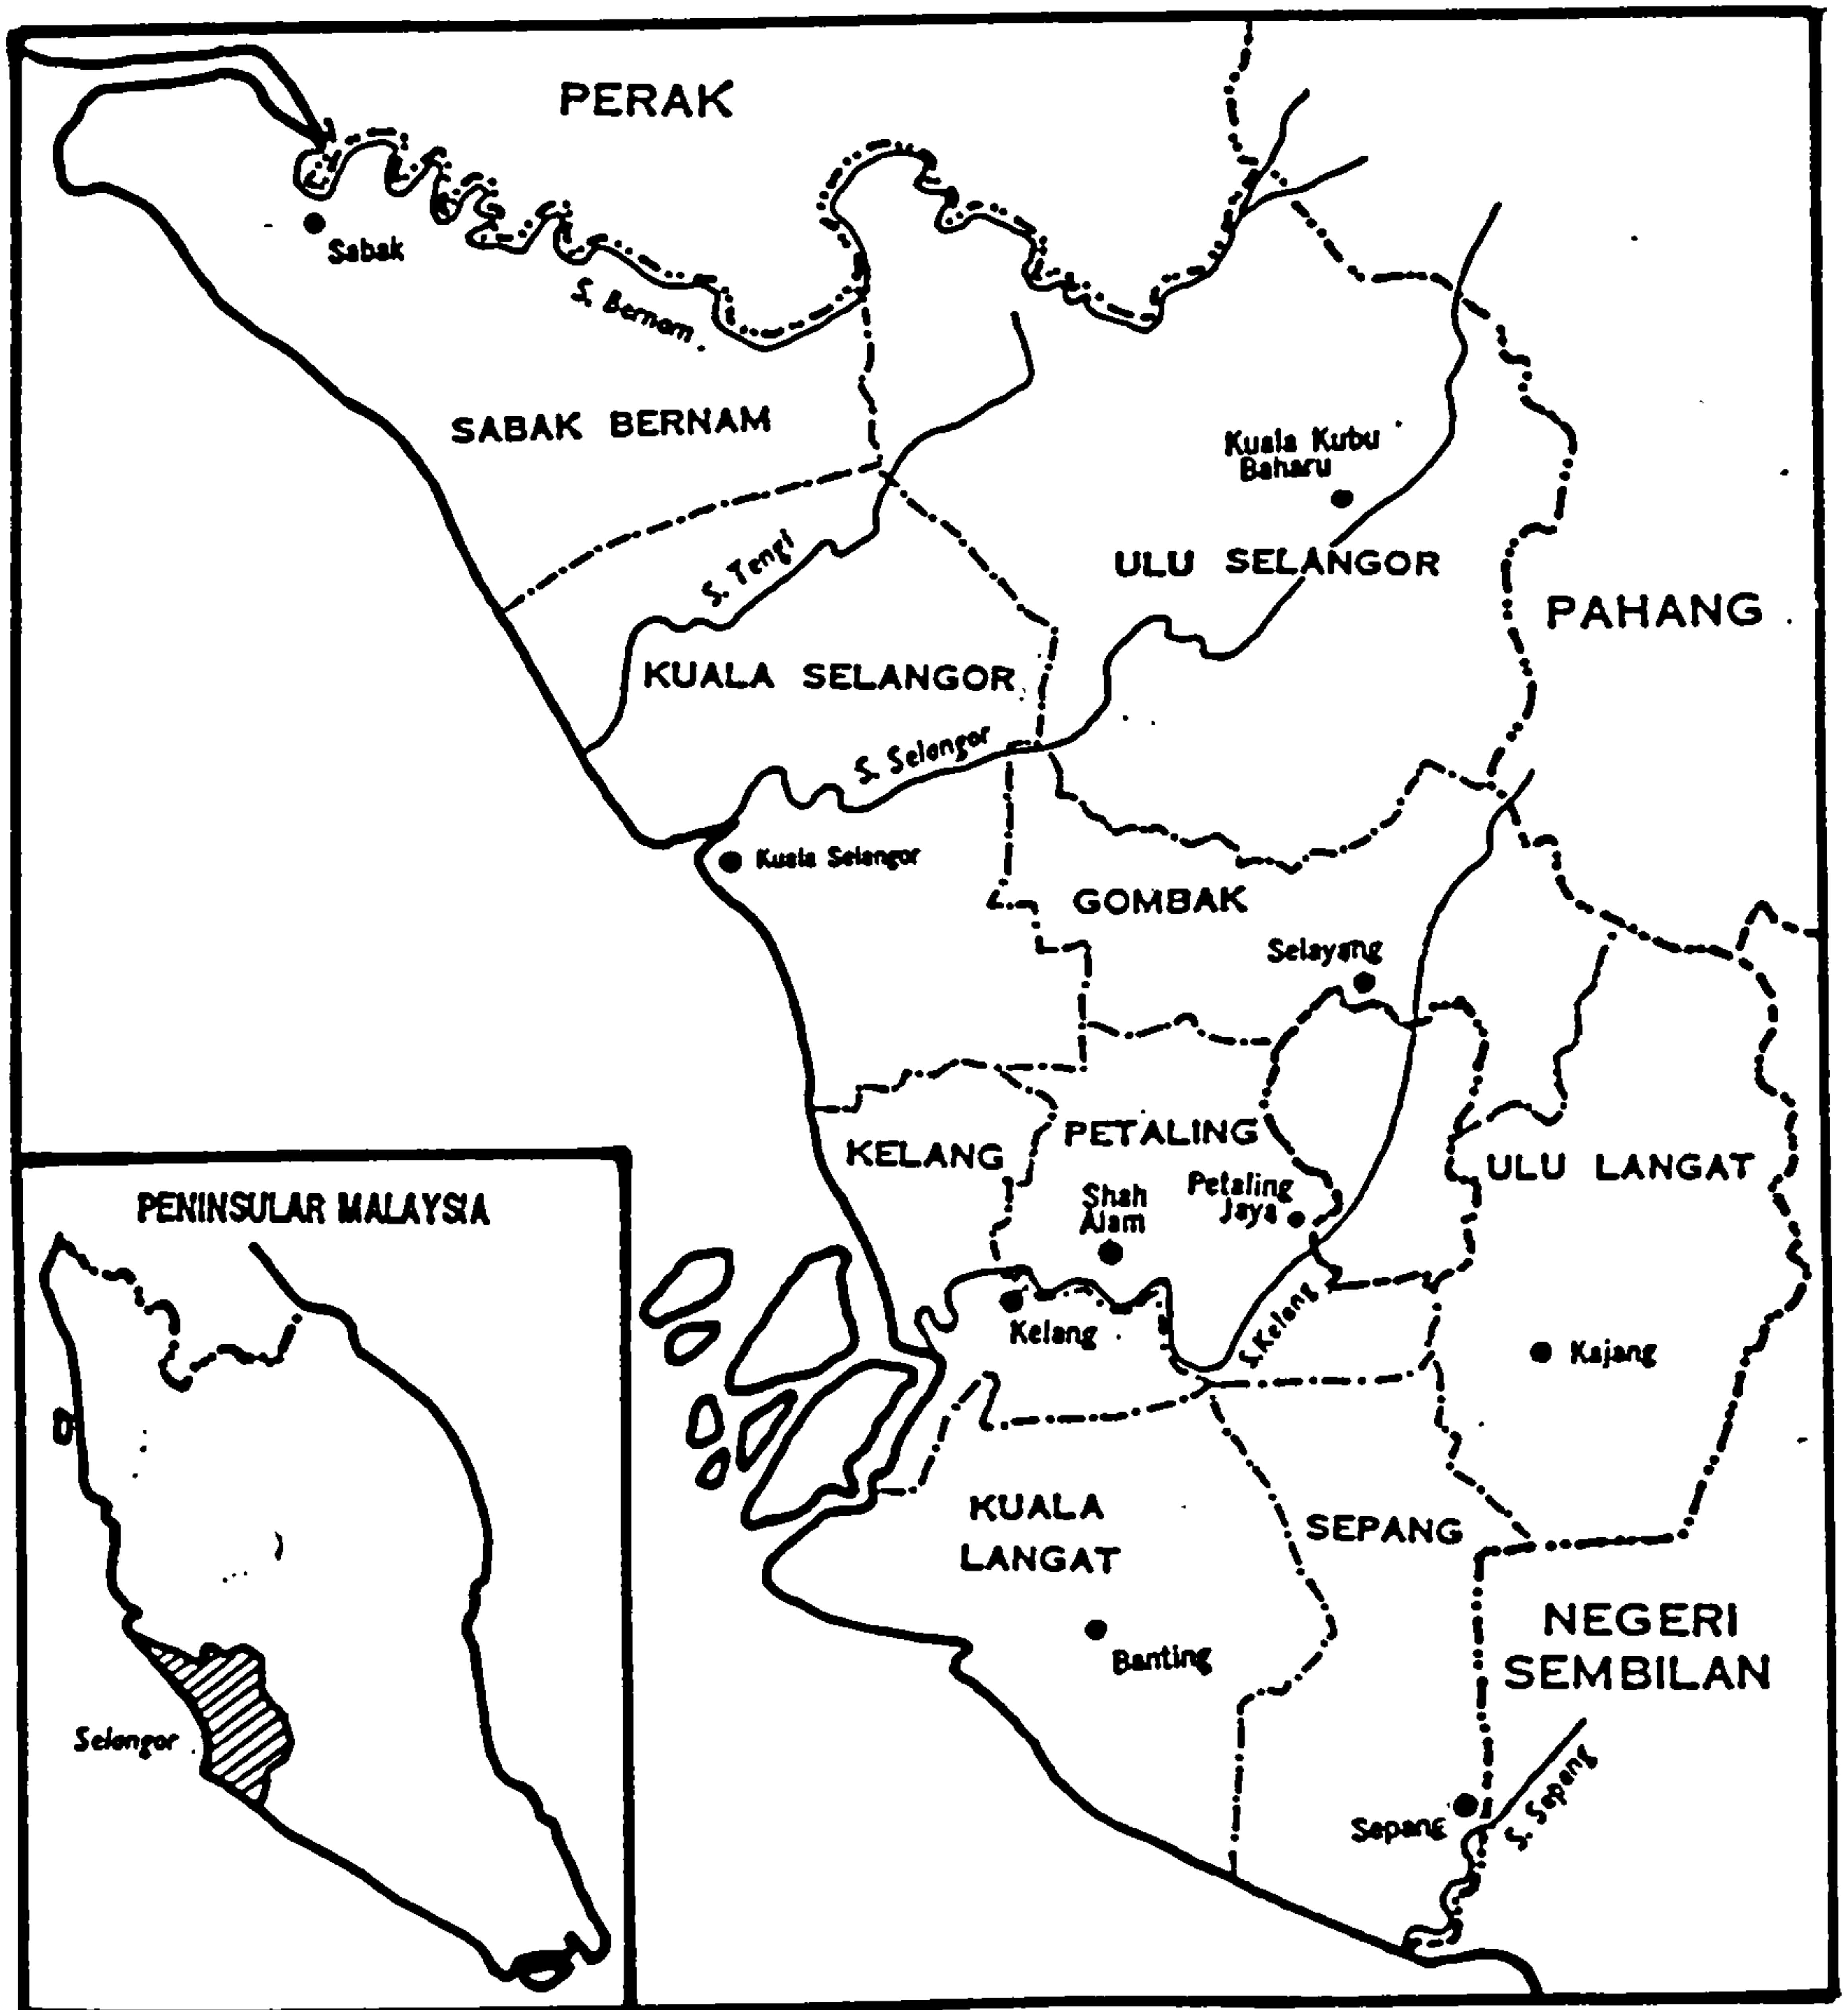 PERAK
Sabak
S. Bernam
SABAK BERNAM
Kuala Kubu
Baharu
S. Tengi
ULU SELANGOR
PAHANG
KUALA SELANGOR
S. Selangor
Kuala Selangor
GOMBAK
Selayang
KELANG
PETALING
ULU LANGAT
Shah
Alam
Petaling
Jaya
Kelang
S. Kelang
Kajang
KUALA
LANGAT
SEPANG
Banting
NEGERI
SEMBILAN
Sepang
S. Sepang
PENINSULAR MALAYSIA
Selangor